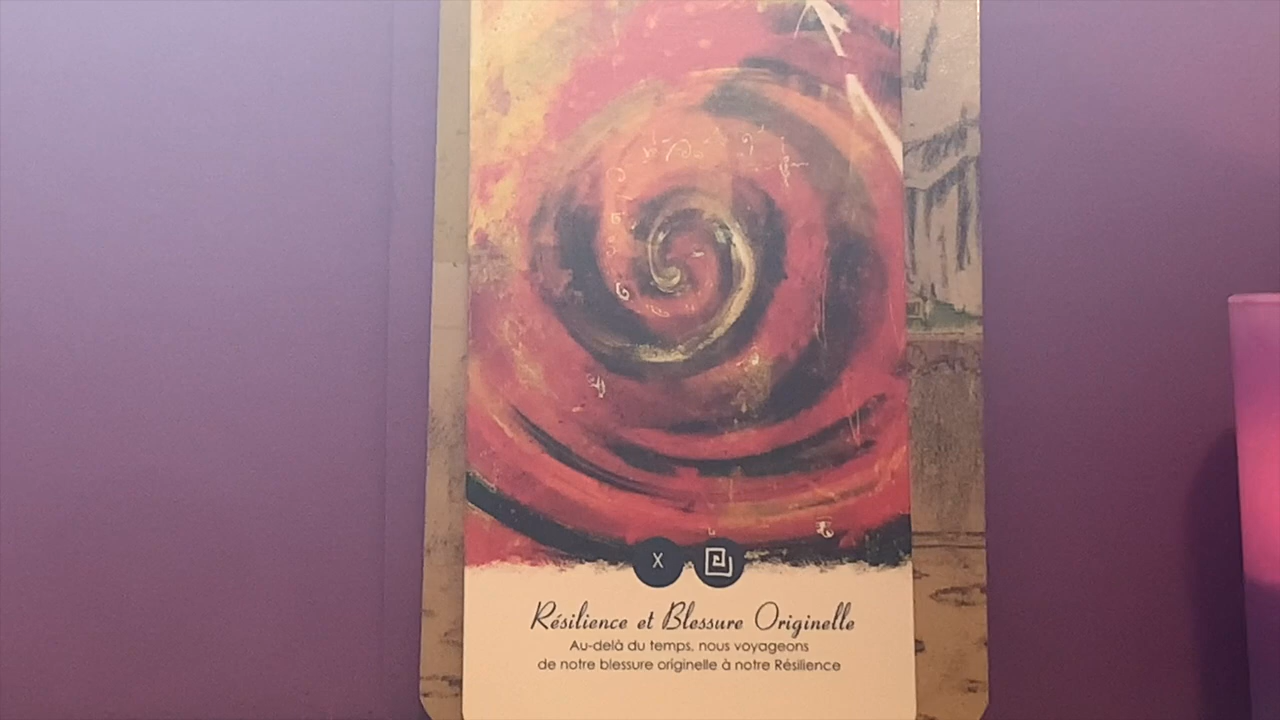 X
Résilience et Blessure Originelle
Au-delà du temps, nous voyageons
de notre blessure originelle à notre Résilience